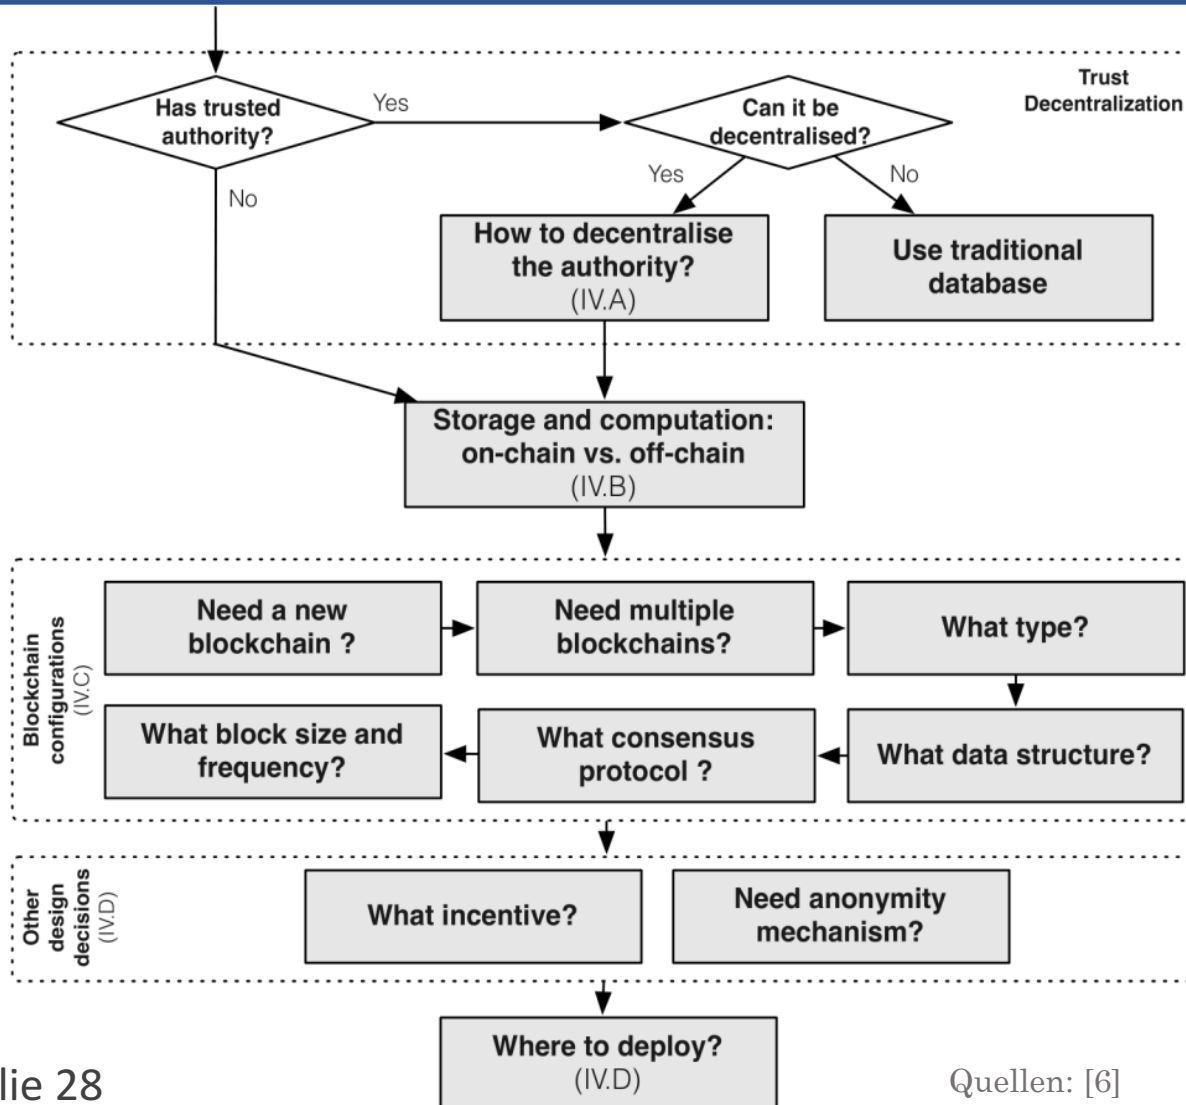 Trust
Decentralization
Has trusted
authority?
Yes
Can it be
decentralised?
No
Yes
No
How to decentralise
the authority?
(IV.A)
Use traditional
database
Storage and computation:
on-chain vs. off-chain
(IV.B)
Blockchain
configurations
(IV.C)
Need a new
blockchain ?
Need multiple
blockchains?
What type?
What data structure?
What consensus
protocol ?
What block size and
frequency?
Other
design
decisions
(IV.D)
What incentive?
Need anonymity
mechanism?
Where to deploy?
(IV.D)
lie 28
Quellen: [6]